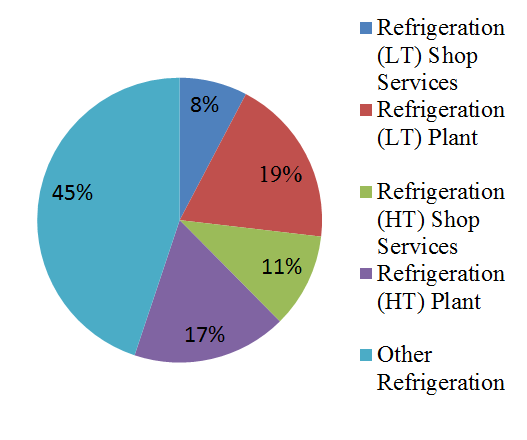 8%
19%
11%
17%
45%
Refrigeration
(LT) Shop
Services
Refrigeration
(LT) Plant
Refrigeration
(HT) Shop
Services
Refrigeration
(HT) Plant
Other
Refrigeration